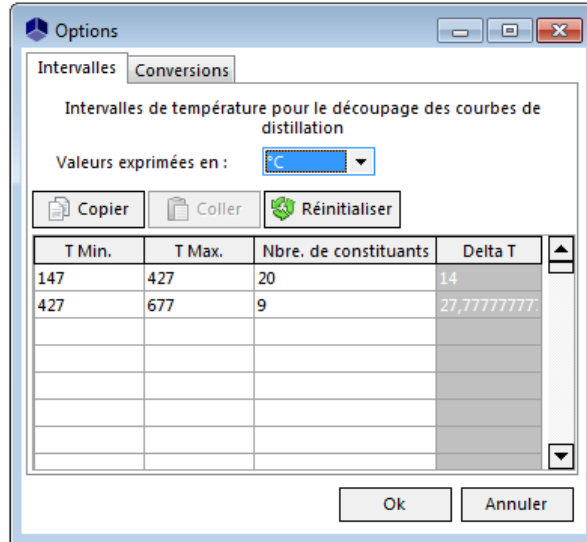 Options
Intervalles Conversions
Intervalles de température pour le découpage des courbes de
distillation
Valeurs exprimées en : °C
Copier Coller Réinitialiser
T Min. T Max. Nbre. de constituants Delta T
147 427 20 14
427 677 9 27,77777777
Ok Annuler